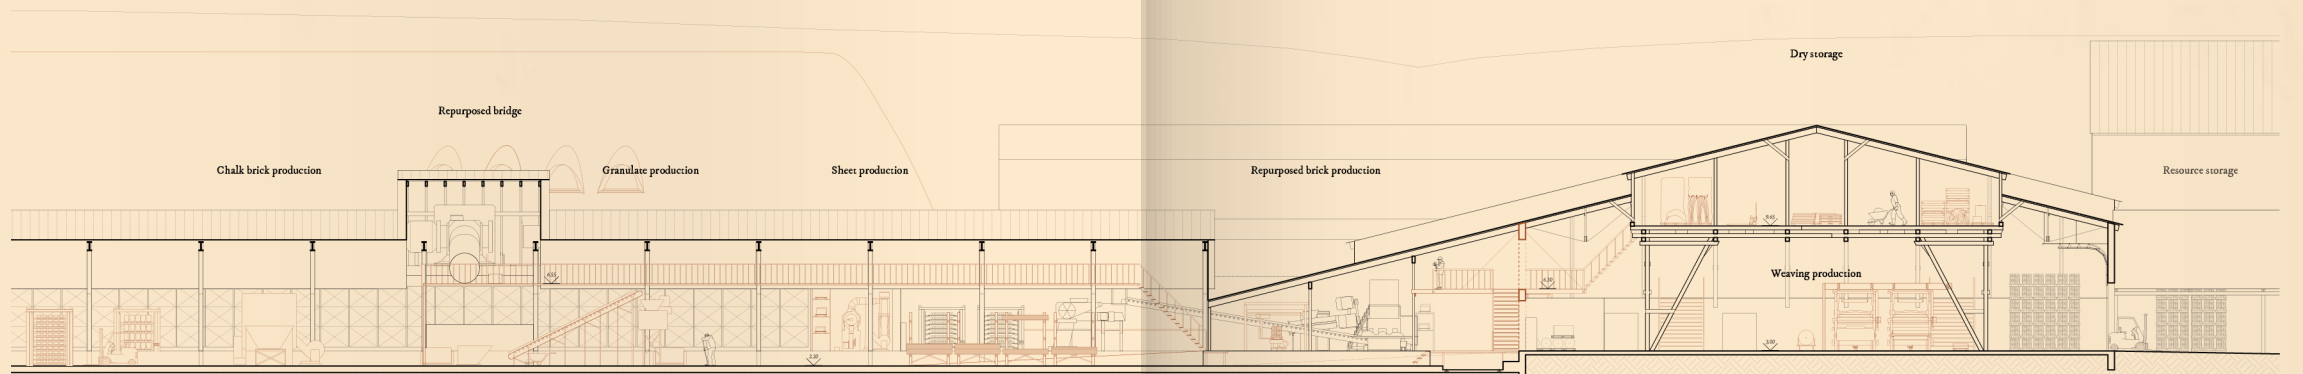 Dry storage
Repurposed bridge
Chalk brick production
Granulate production
Sheet production
Repurposed brick production
Resource storage
Weaving production